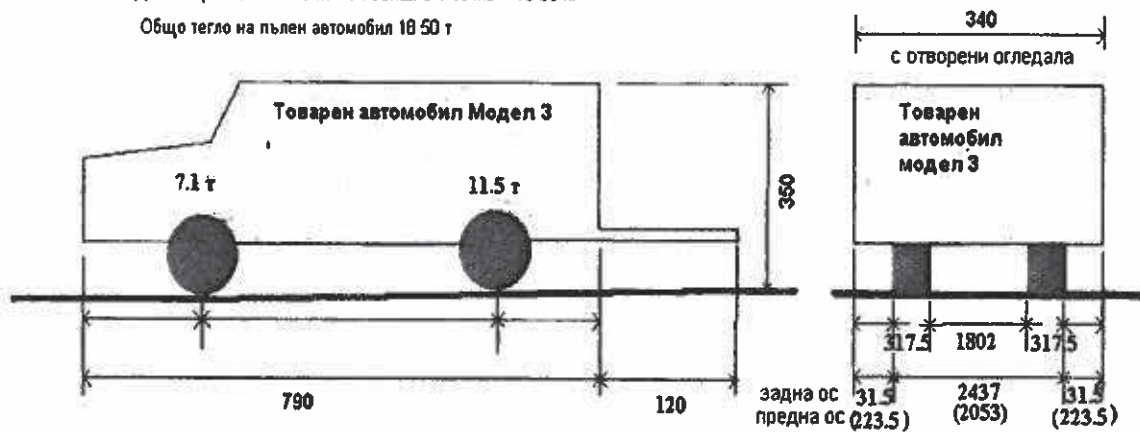 Общо тегло на пълен автомобил 18 50 т
340
с отворени огледала
Товарен автомобил Модел 3
7.1 т
11.5 т
350
Товарен
автомобил
модел 3
317.5 1802 317.5
790
120
задна ос 31.5 2437 31.5
предна ос (223.5) (2053) (223.5)